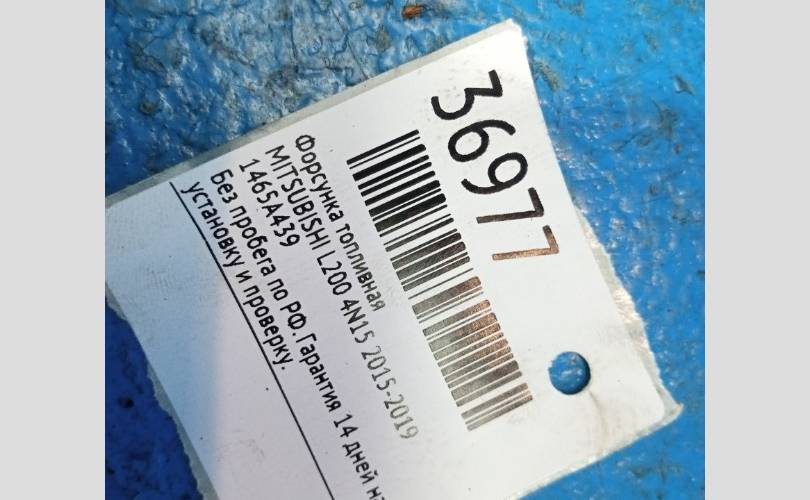 36977
Форсунка топливная
MITSUBISHI L200 4N15 2015-2019
1465A439
Без пробега по РФ. Гарантия 14 дней на
установку и проверку.